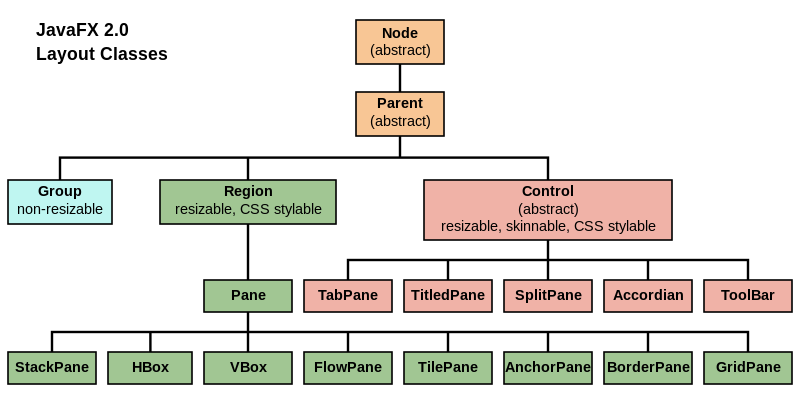 JavaFX 2.0
Layout Classes
Node
(abstract)
Parent
(abstract)
Group
non-resizable
Region
resizable, CSS stylable
Control
(abstract)
resizable, skinnable, CSS stylable
Pane
TabPane
TitledPane
SplitPane
Accordian
ToolBar
StackPane
HBox
VBox
FlowPane
TilePane
AnchorPane
BorderPane
GridPane